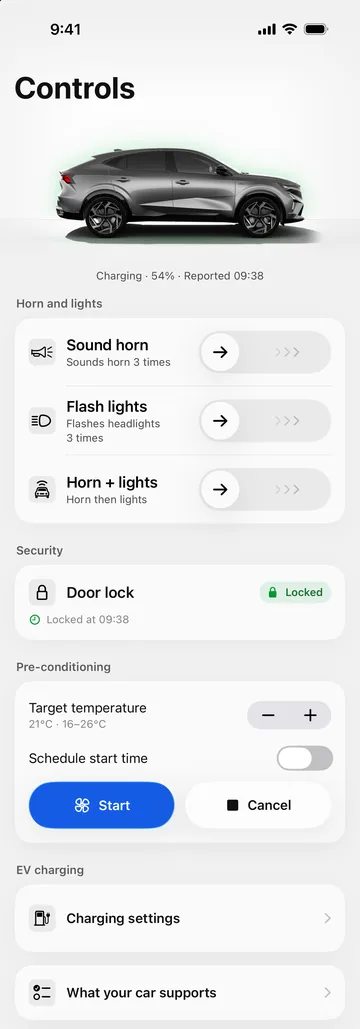 9:41
Controls
Charging · 54% · Reported 09:38
Horn and lights
Sound horn
Sounds horn 3 times
Flash lights
Flashes headlights
3 times
Horn + lights
Horn then lights
Security
Door lock
Locked
Locked at 09:38
Pre-conditioning
Target temperature
21°C · 16–26°C
Schedule start time
Start
Cancel
EV charging
Charging settings
What your car supports